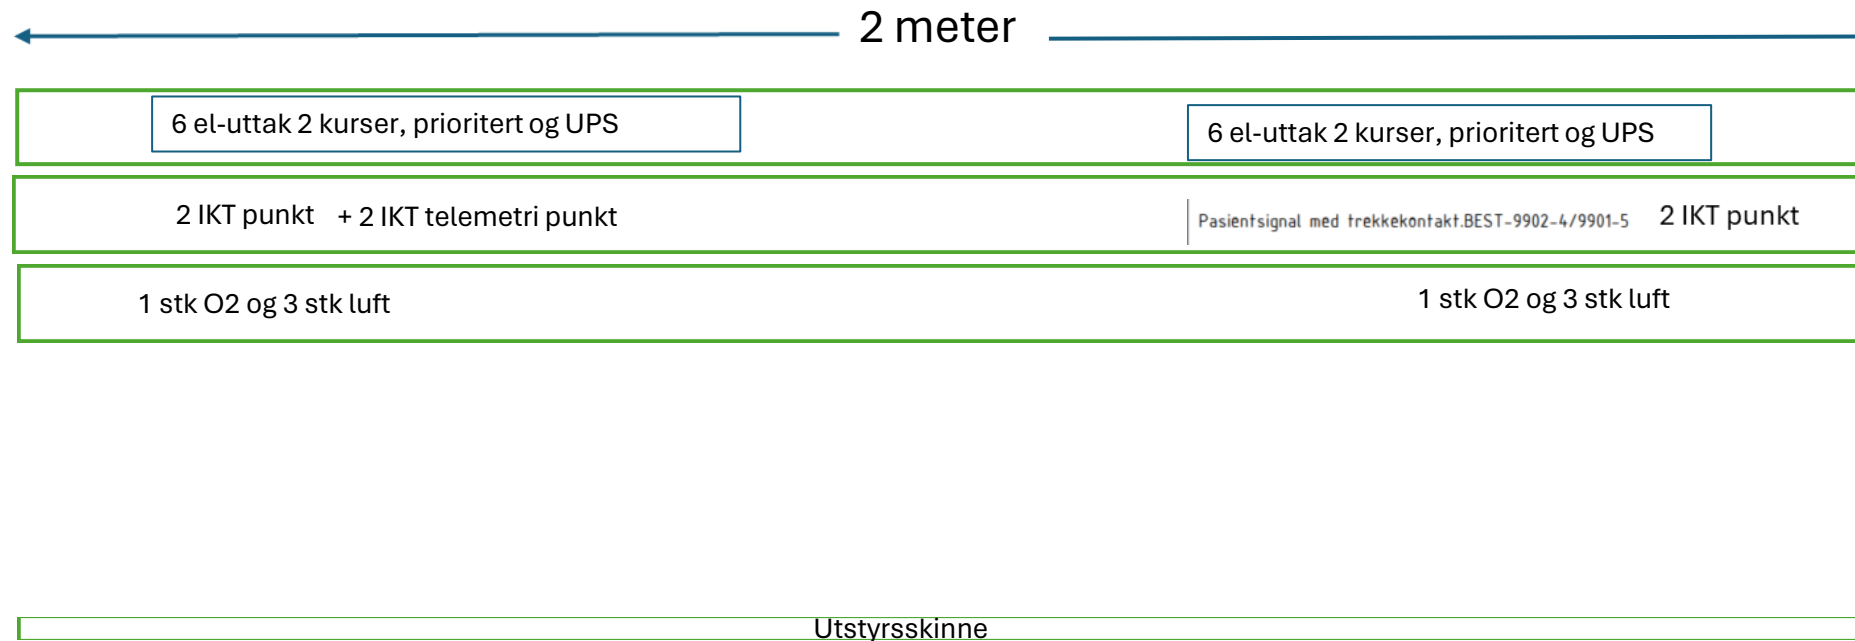 2 meter
6 el-uttak 2 kurser, prioritert og UPS
6 el-uttak 2 kurser, prioritert og UPS
2 IKT punkt + 2 IKT telemetri punkt
Pasientsignal med trekkekontakt.BEST-9902-4/9901-5 2 IKT punkt
1 stk O2 og 3 stk luft
1 stk O2 og 3 stk luft
Utstyrsskinne